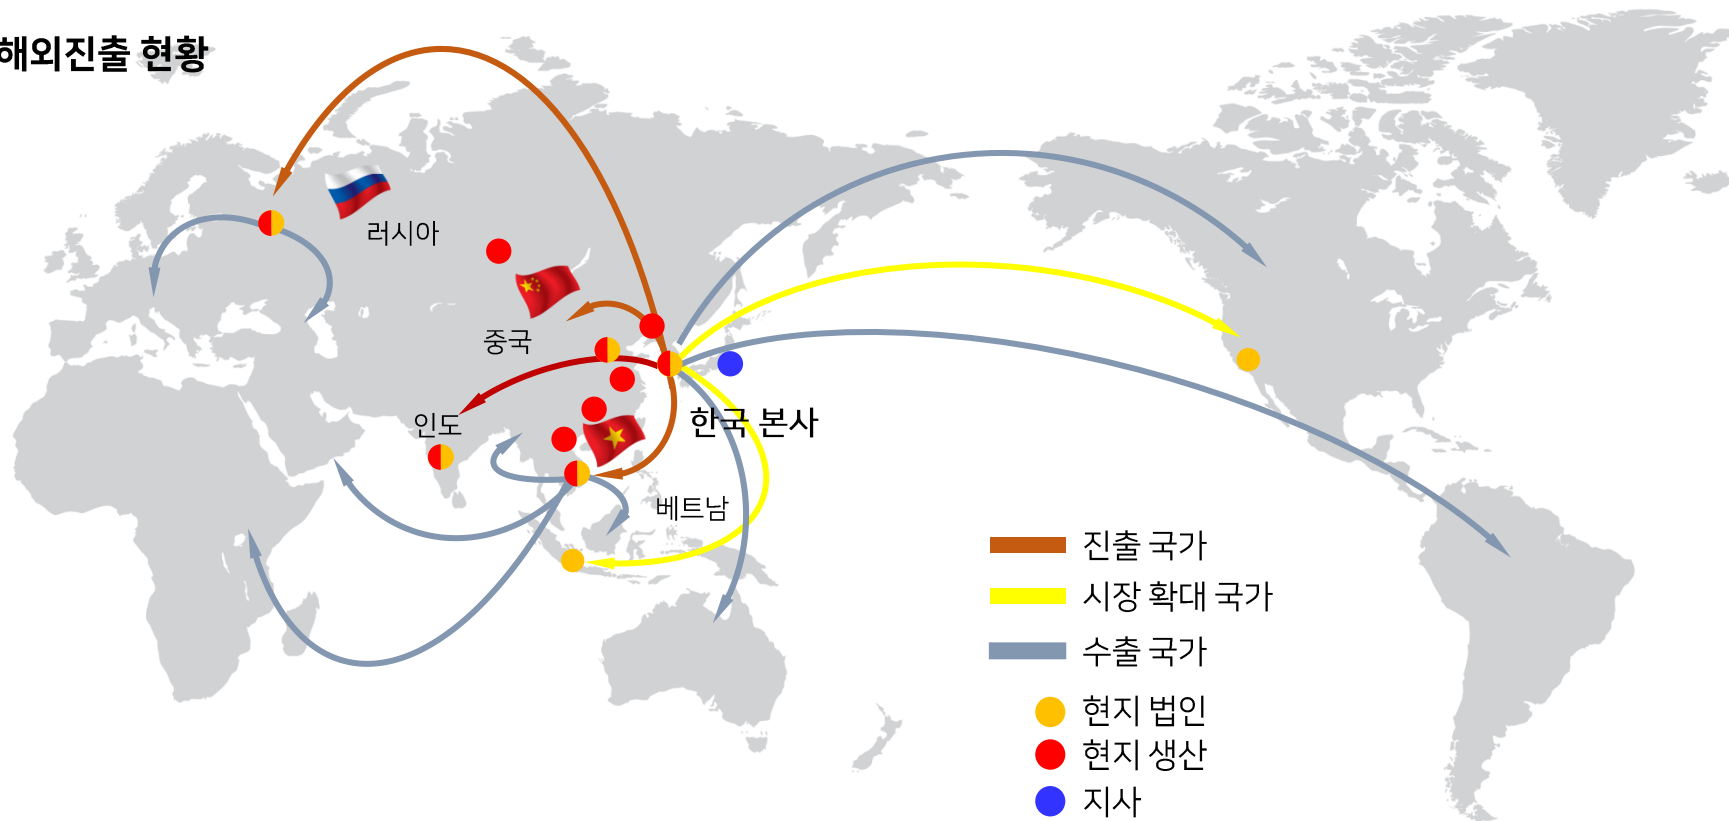 해외진출 현황
러시아
중국
인도
한국 본사
베트남
진출 국가
시장 확대 국가
수출 국가
현지 법인
현지 생산
지사